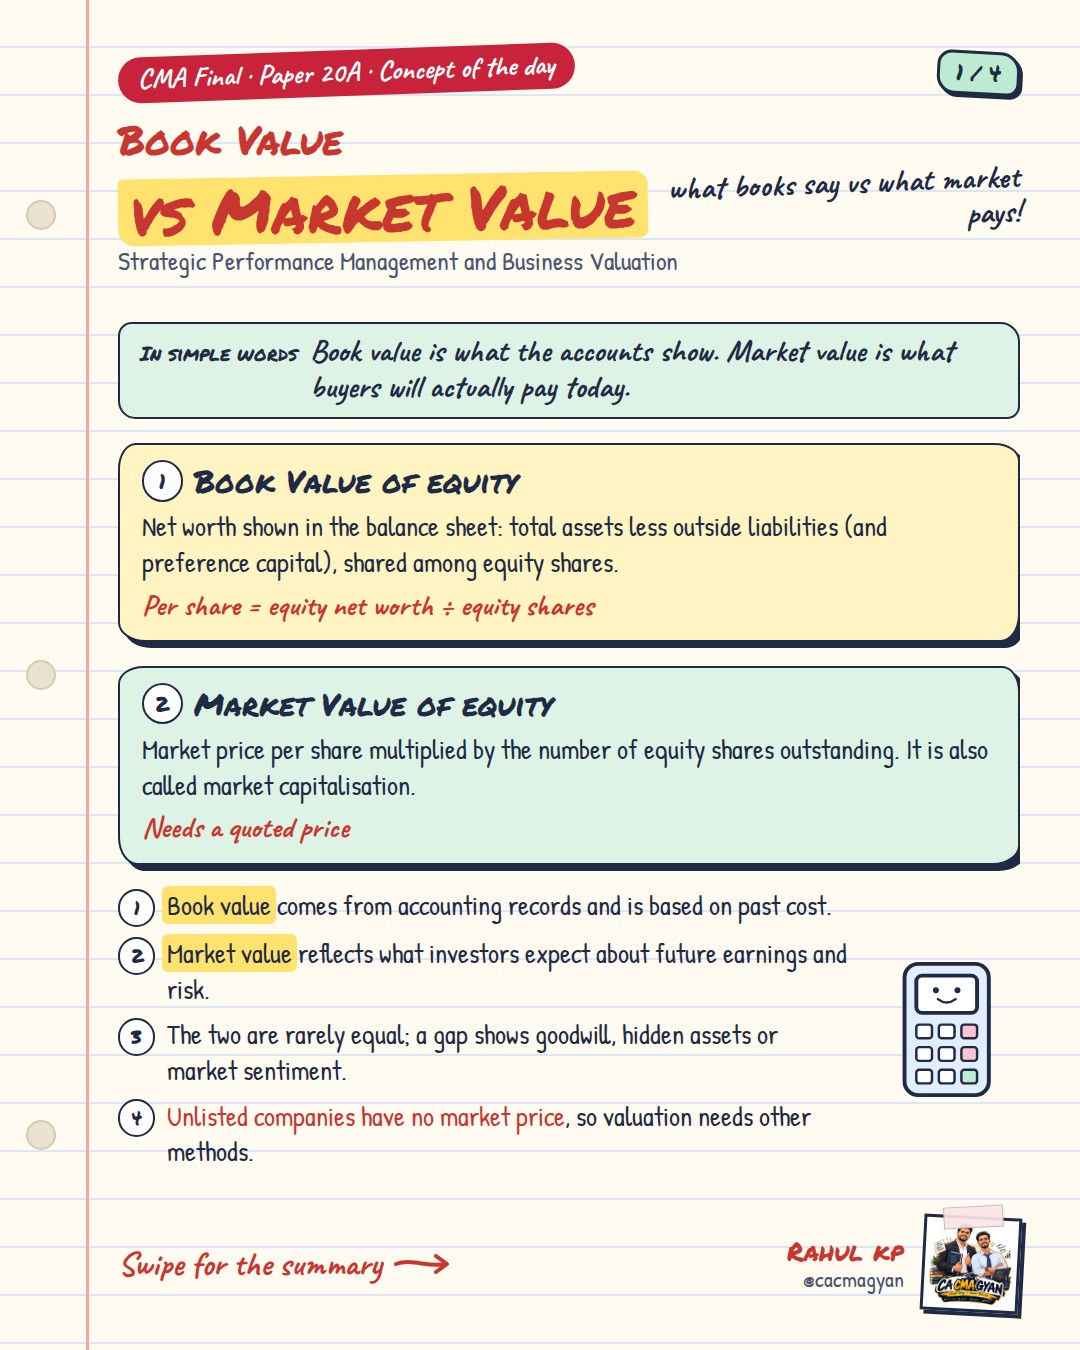 CMA Final · Paper 20A · Concept of the day
1 / 4
Book Value
vs Market Value
what books say vs what market
pays!
Strategic Performance Management and Business Valuation
In simple words Book value is what the accounts show. Market value is what
buyers will actually pay today.
1 Book Value of equity
Net worth shown in the balance sheet: total assets less outside liabilities (and
preference capital), shared among equity shares.
Per share = equity net worth ÷ equity shares
2 Market Value of equity
Market price per share multiplied by the number of equity shares outstanding. It is also
called market capitalisation.
Needs a quoted price
1 Book value comes from accounting records and is based on past cost.
2 Market value reflects what investors expect about future earnings and
risk.
3 The two are rarely equal; a gap shows goodwill, hidden assets or
market sentiment.
4 Unlisted companies have no market price, so valuation needs other
methods.
Swipe for the summary
Rahul KP
@cacmagyan
CA CMA GYAN